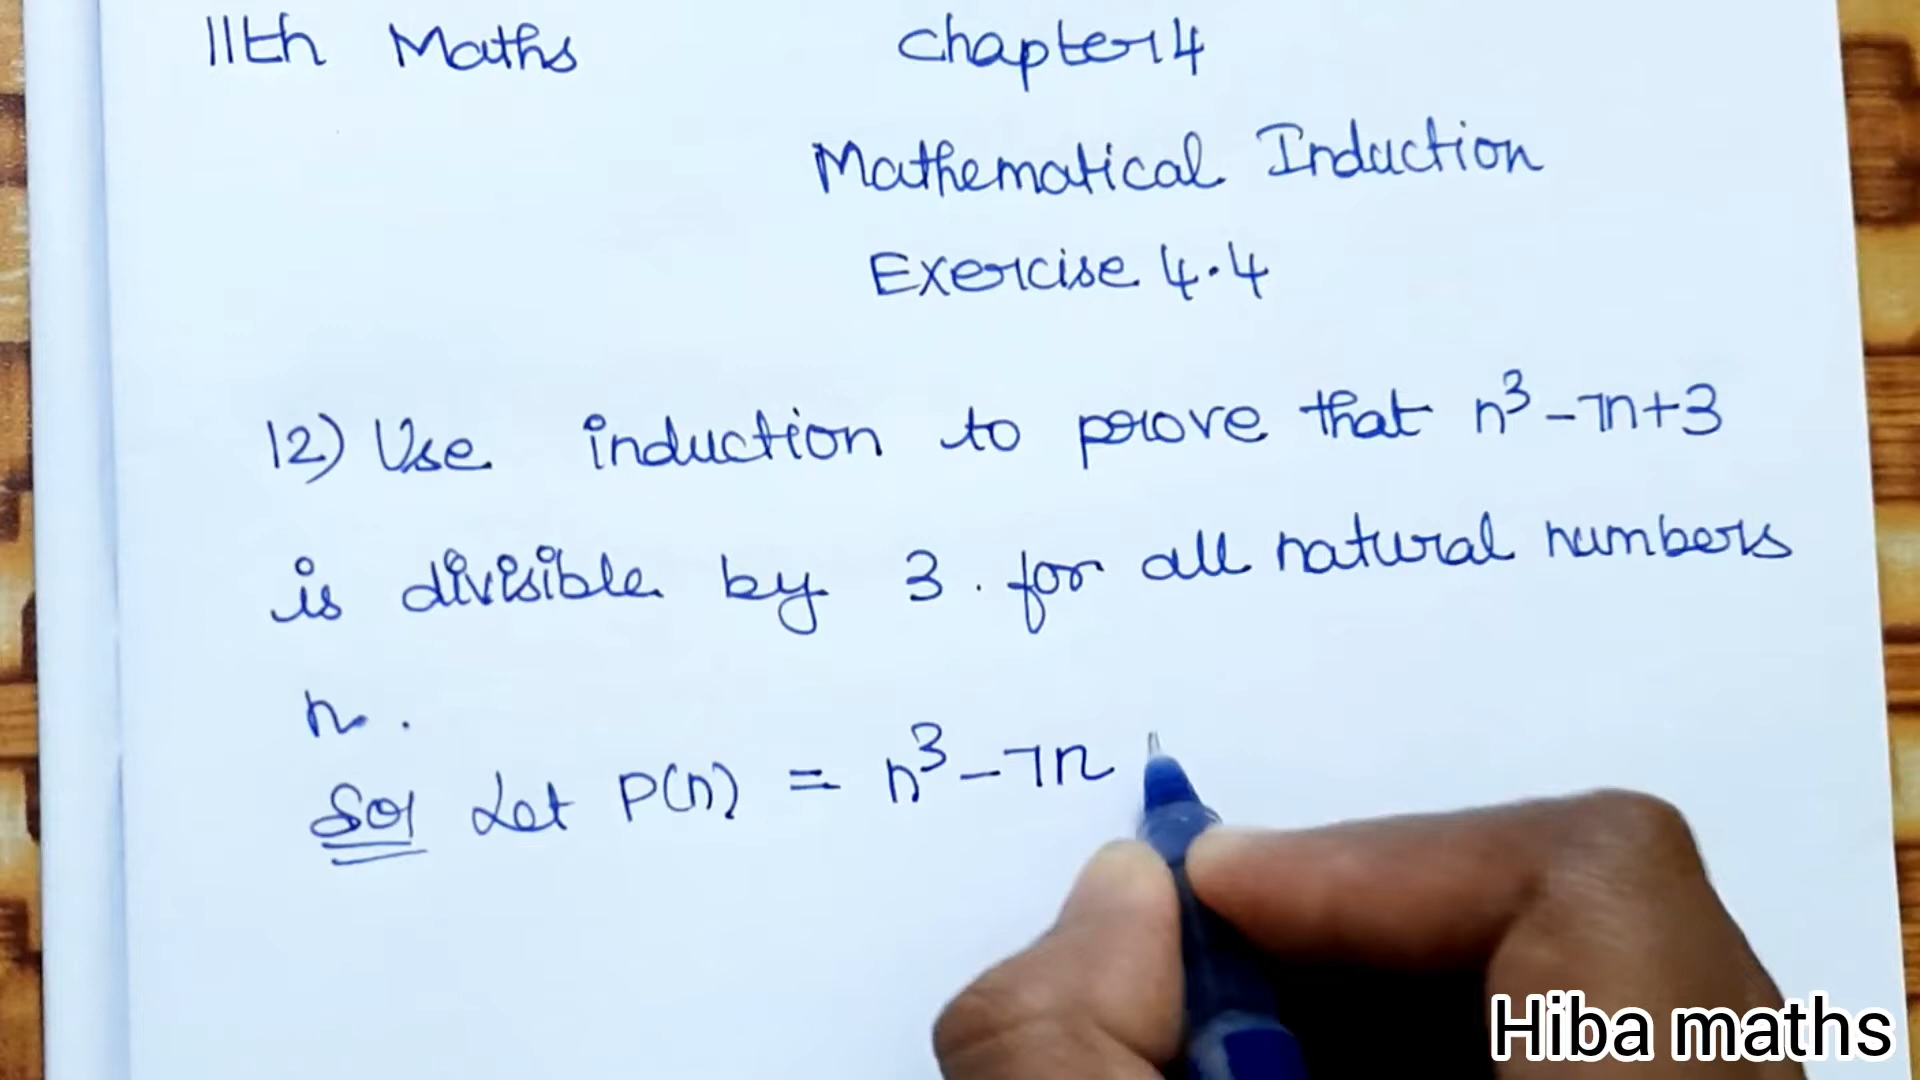 11th Maths Chapter 4
Mathematical Induction
Exercise 4.4
12) Use induction to prove that n³-7n+3
is divisible by 3. for all natural numbers
n.
Sol Let P(n) = n³-7n
Hiba maths